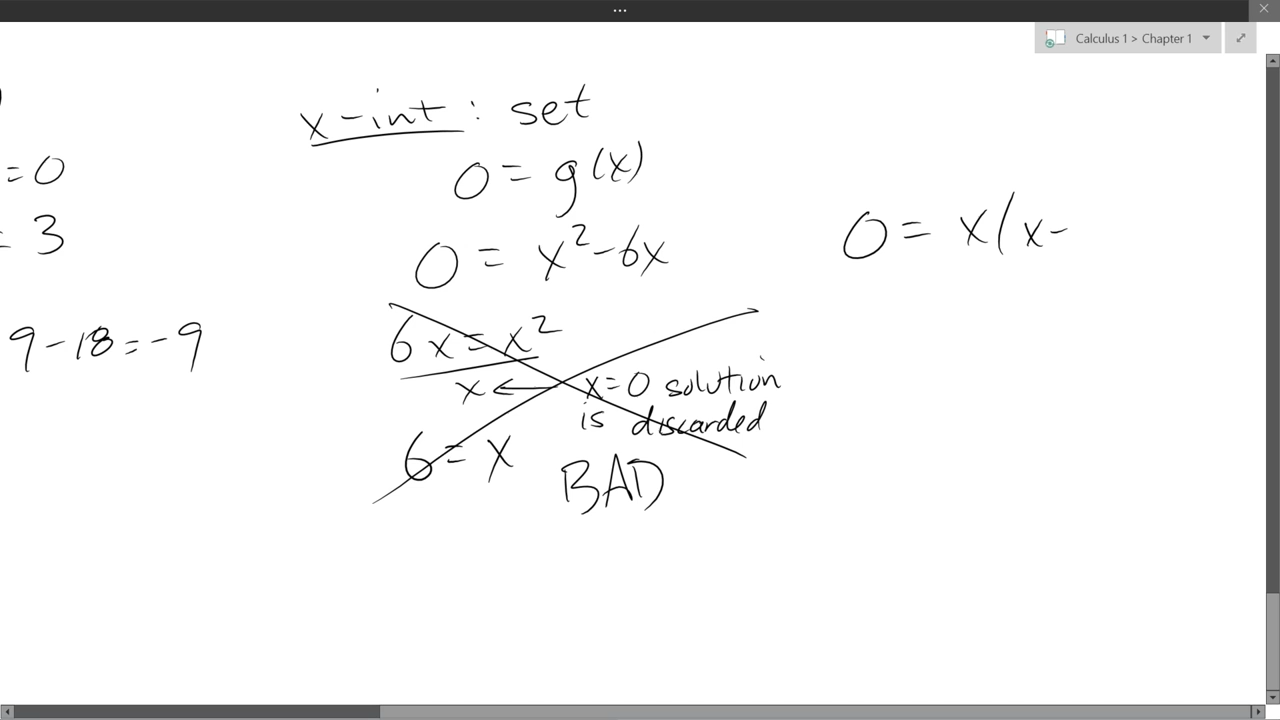 ...
Calculus 1 > Chapter 1
= 0
= 3
9 - 18 = -9
x-int : set
0 = g(x)
0 = x² - 6x
6x = x²
x ← x = 0 solution
is discarded
6 = x
BAD
0 = x(x-